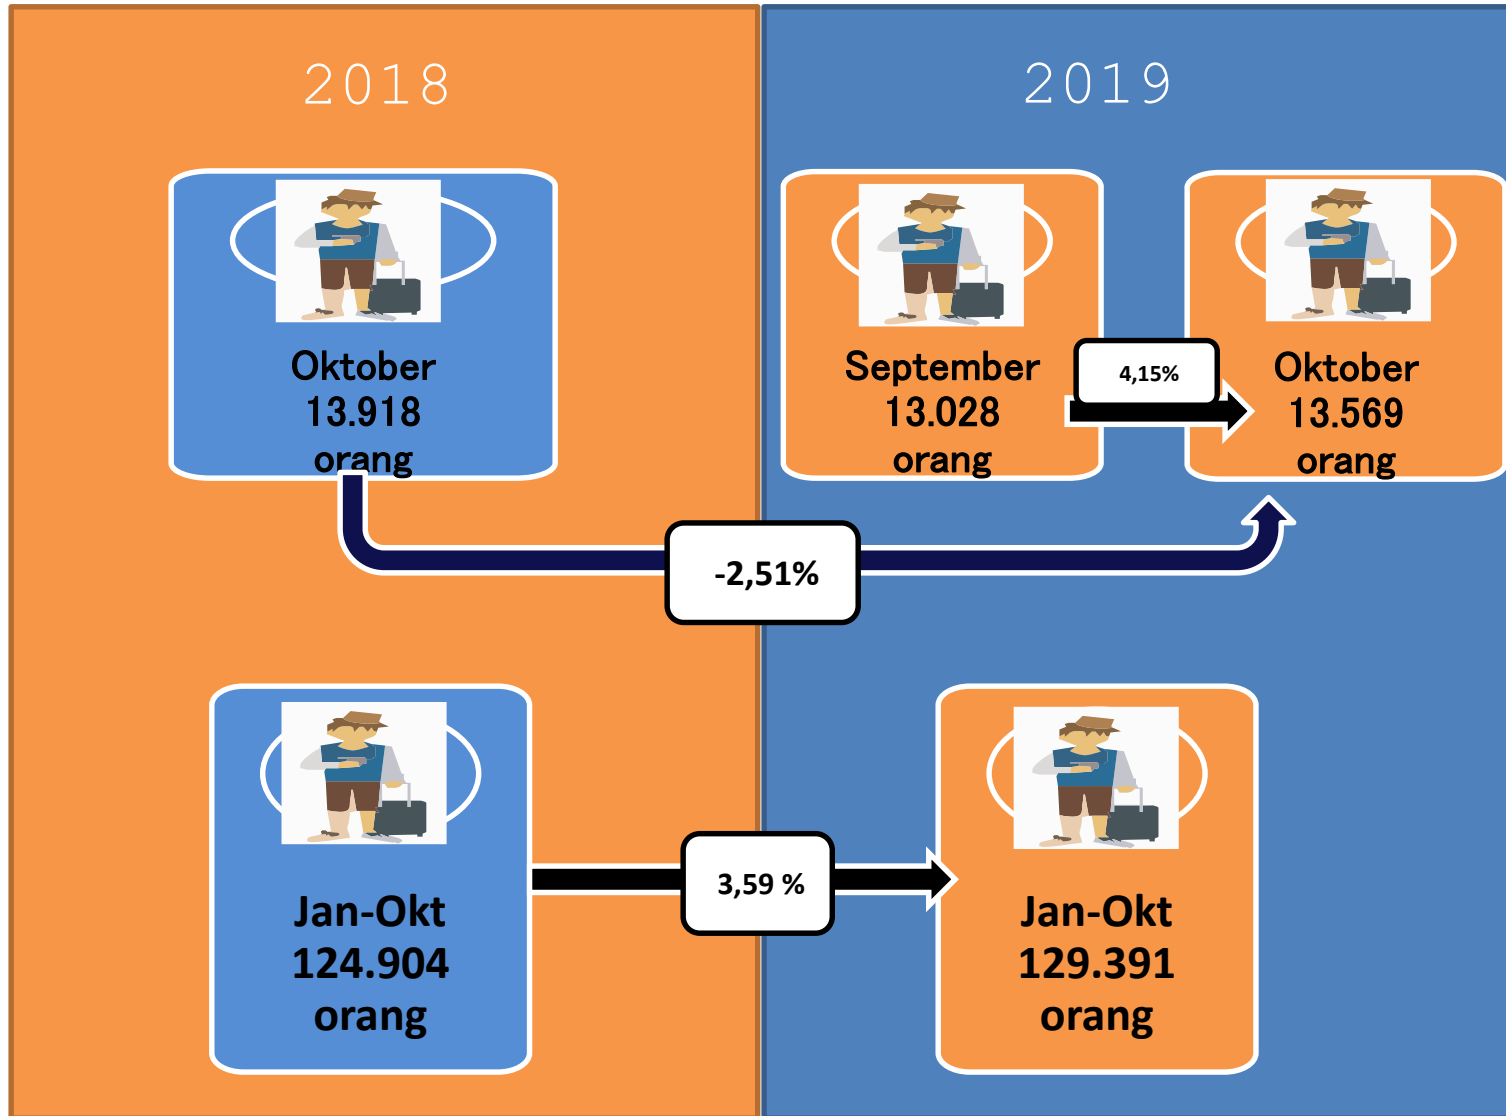 2018
2019
Oktober
13.918
orang
September
13.028
orang
4,15%
Oktober
13.569
orang
-2,51%
Jan-Okt
124.904
orang
3,59 %
Jan-Okt
129.391
orang